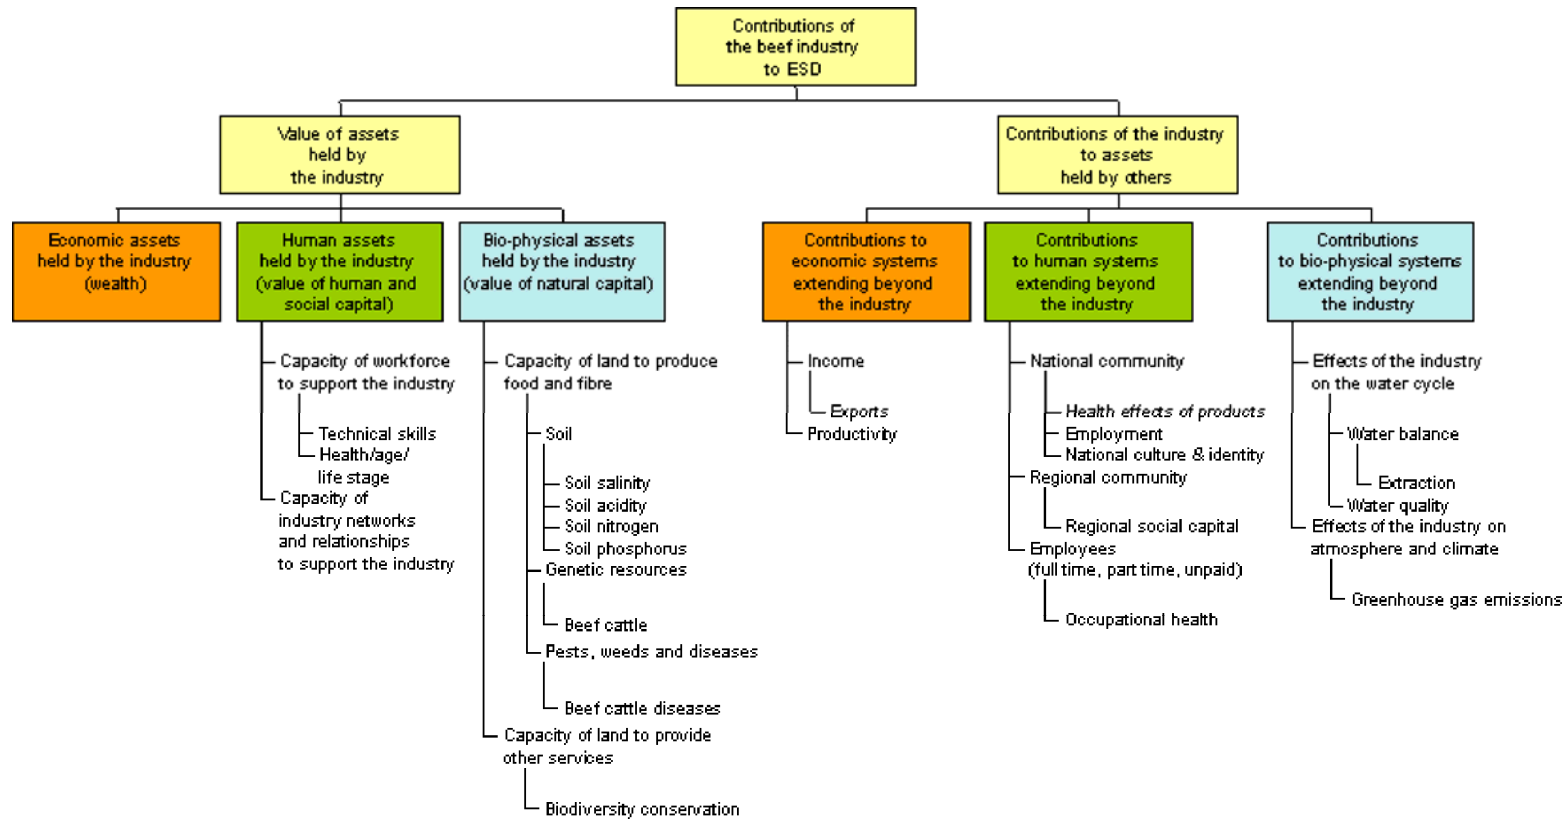 Contributions of
the beef industry
to ESD
Value of assets
held by
the industry
Contributions of the industry
to assets
held by others
Economic assets
held by the industry
(wealth)
Human assets
held by the industry
(value of human and
social capital)
Bio-physical assets
held by the industry
(value of natural capital)
Contributions to
economic systems
extending beyond
the industry
Contributions
to human systems
extending beyond
the industry
Contributions
to bio-physical systems
extending beyond
the industry
Capacity of workforce
to support the industry
Technical skills
Health/age/
life stage
Capacity of
industry networks
and relationships
to support the industry
Capacity of land to produce
food and fibre
Soil
Soil salinity
Soil acidity
Soil nitrogen
Soil phosphorus
Genetic resources
Beef cattle
Pests, weeds and diseases
Beef cattle diseases
Capacity of land to provide
other services
Biodiversity conservation
Income
Exports
Productivity
National community
Health effects of products
Employment
National culture & identity
Regional community
Regional social capital
Employees
(full time, part time, unpaid)
Occupational health
Effects of the industry
on the water cycle
Water balance
Extraction
Water quality
Effects of the industry on
atmosphere and climate
Greenhouse gas emissions